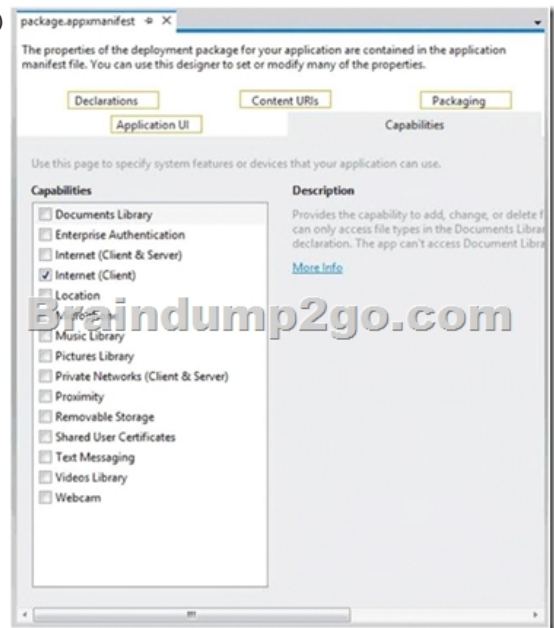 )
package.appxmanifest
The properties of the deployment package for your application are contained in the application
manifest file. You can use this designer to set or modify many of the properties.
Declarations Content URIs Packaging
Application UI Capabilities
Use this page to specify system features or devices that your application can use.
Capabilities Description
Documents Library
Provides the capability to add, change, or delete f
Enterprise Authentication
can only access file types in the Documents Librar
Internet (Client & Server)
declaration. The app can't access Document Libra
Internet (Client)
More Info
Location
Braindump2go.com
Music Library
Pictures Library
Private Networks (Client & Server)
Proximity
Removable Storage
Shared User Certificates
Text Messaging
Videos Library
Webcam